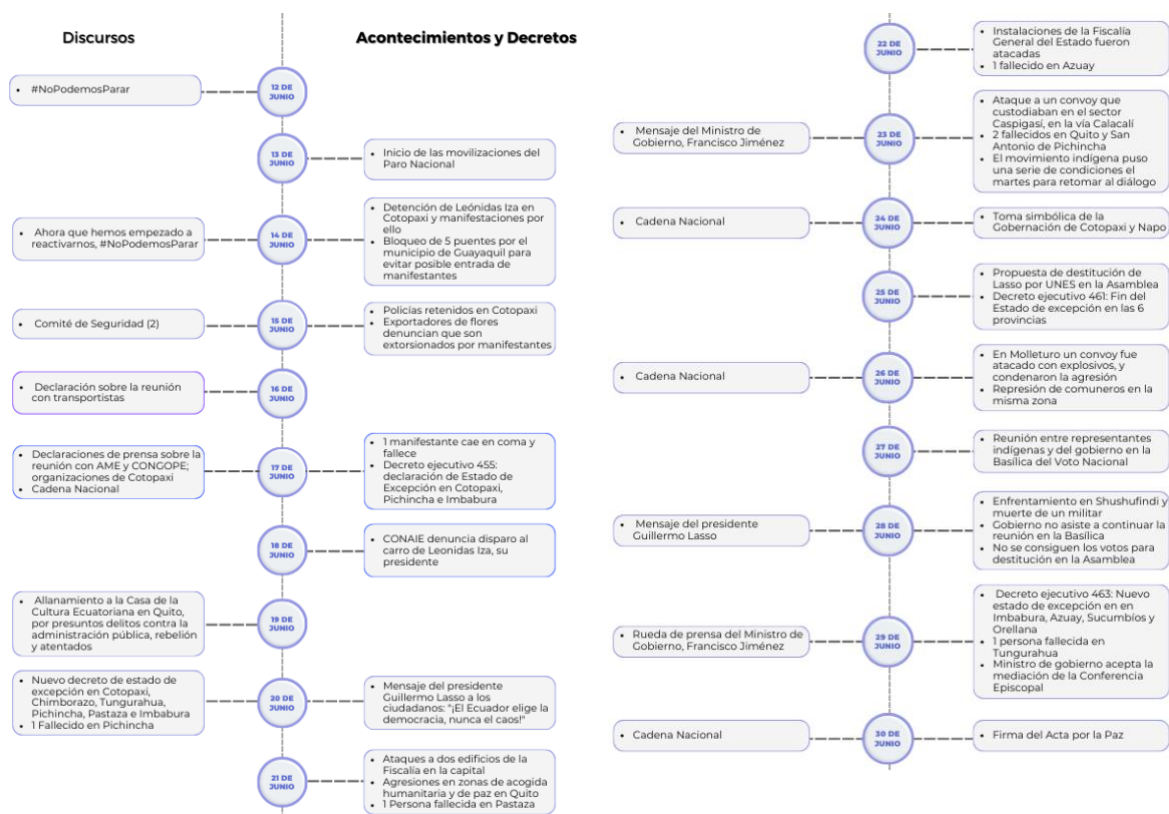 Discursos
Acontecimientos y Decretos
12 DE
JUNIO
• #NoPodemosParar
13 DE
JUNIO
• Inicio de las movilizaciones del
Paro Nacional
• Ahora que hemos empezado a
reactivarnos, #NoPodemosParar
14 DE
JUNIO
• Detención de Leónidas Iza en
Cotopaxi y manifestaciones por
ello
• Bloqueo de 5 puentes por el
municipio de Guayaquil para
evitar posible entrada de
manifestantes
• Comité de Seguridad (2)
15 DE
JUNIO
• Policías retenidos en Cotopaxi
• Exportadores de flores
denuncian que son
extorsionados por manifestantes
• Declaración sobre la reunión
con transportistas
16 DE
JUNIO
• Declaraciones de prensa sobre la
reunión con AME y CONGOPE;
organizaciones de Cotopaxi
• Cadena Nacional
17 DE
JUNIO
• 1 manifestante cae en coma y
fallece
• Decreto ejecutivo 455:
declaración de Estado de
Excepción en Cotopaxi,
Pichincha e Imbabura
18 DE
JUNIO
• CONAIE denuncia disparo al
carro de Leonidas Iza, su
presidente
• Allanamiento a la Casa de la
Cultura Ecuatoriana en Quito,
por presuntos delitos contra la
administración pública, rebelión
y atentados
19 DE
JUNIO
• Nuevo decreto de estado de
excepción en Cotopaxi,
Chimborazo, Tungurahua,
Pichincha, Pastaza e Imbabura
• 1 Fallecido en Pichincha
20 DE
JUNIO
• Mensaje del presidente
Guillermo Lasso a los
ciudadanos: "¡El Ecuador elige la
democracia, nunca el caos!"
21 DE
JUNIO
• Ataques a dos edificios de la
Fiscalía en la capital
• Agresiones en zonas de acogida
humanitaria y de paz en Quito
• 1 Persona fallecida en Pastaza
22 DE
JUNIO
• Instalaciones de la Fiscalía
General del Estado fueron
atacadas
• 1 fallecido en Azuay
• Mensaje del Ministro de
Gobierno, Francisco Jiménez
23 DE
JUNIO
• Ataque a un convoy que
custodiaban en el sector
Caspigasí, en la vía Calacalí
• 2 fallecidos en Quito y San
Antonio de Pichincha
• El movimiento indígena puso
una serie de condiciones el
martes para retomar al diálogo
• Cadena Nacional
24 DE
JUNIO
• Toma simbólica de la
Gobernación de Cotopaxi y Napo
25 DE
JUNIO
• Propuesta de destitución de
Lasso por UNES en la Asamblea
• Decreto ejecutivo 461: Fin del
Estado de excepción en las 6
provincias
• Cadena Nacional
26 DE
JUNIO
• En Molleturo un convoy fue
atacado con explosivos, y
condenaron la agresión
• Represión de comuneros en la
misma zona
27 DE
JUNIO
• Reunión entre representantes
indígenas y del gobierno en la
Basílica del Voto Nacional
• Mensaje del presidente
Guillermo Lasso
28 DE
JUNIO
• Enfrentamiento en Shushufindi y
muerte de un militar
• Gobierno no asiste a continuar la
reunión en la Basílica
• No se consiguen los votos para
destitución en la Asamblea
• Rueda de prensa del Ministro de
Gobierno, Francisco Jiménez
29 DE
JUNIO
• Decreto ejecutivo 463: Nuevo
estado de excepción en en
Imbabura, Azuay, Sucumbíos y
Orellana
• 1 persona fallecida en
Tungurahua
• Ministro de gobierno acepta la
mediación de la Conferencia
Episcopal
• Cadena Nacional
30 DE
JUNIO
• Firma del Acta por la Paz